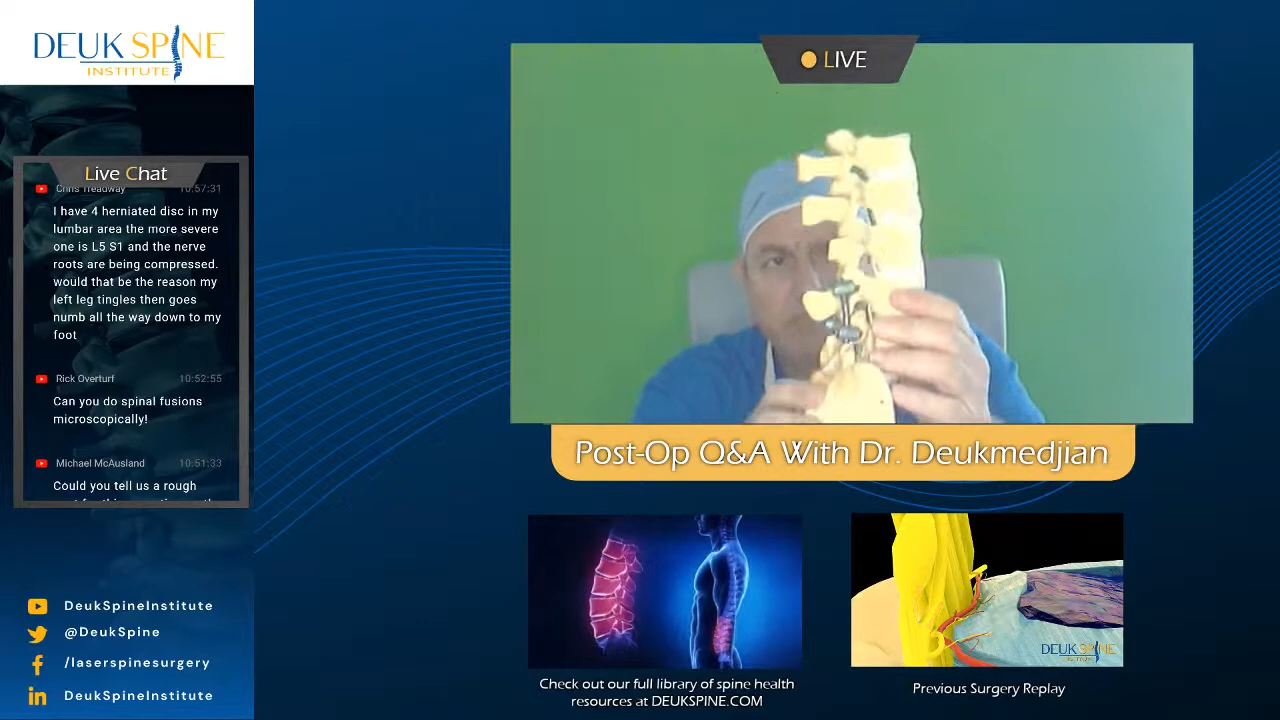 DEUK SPINE
INSTITUTE
LIVE
Live Chat
Chris Treadway 10:57:31
I have 4 herniated disc in my
lumbar area the more severe
one is L5 S1 and the nerve
roots are being compressed.
would that be the reason my
left leg tingles then goes
numb all the way down to my
foot
Rick Overturf 10:52:55
Can you do spinal fusions
microscopically!
Michael McAusland 10:51:33
Could you tell us a rough
Post-Op Q&A With Dr. Deukmedjian
DeukSpineInstitute
@DeukSpine
/laserspinesurgery
DeukSpineInstitute
Check out our full library of spine health
resources at DEUKSPINE.COM
DEUK SPINE
Previous Surgery Replay